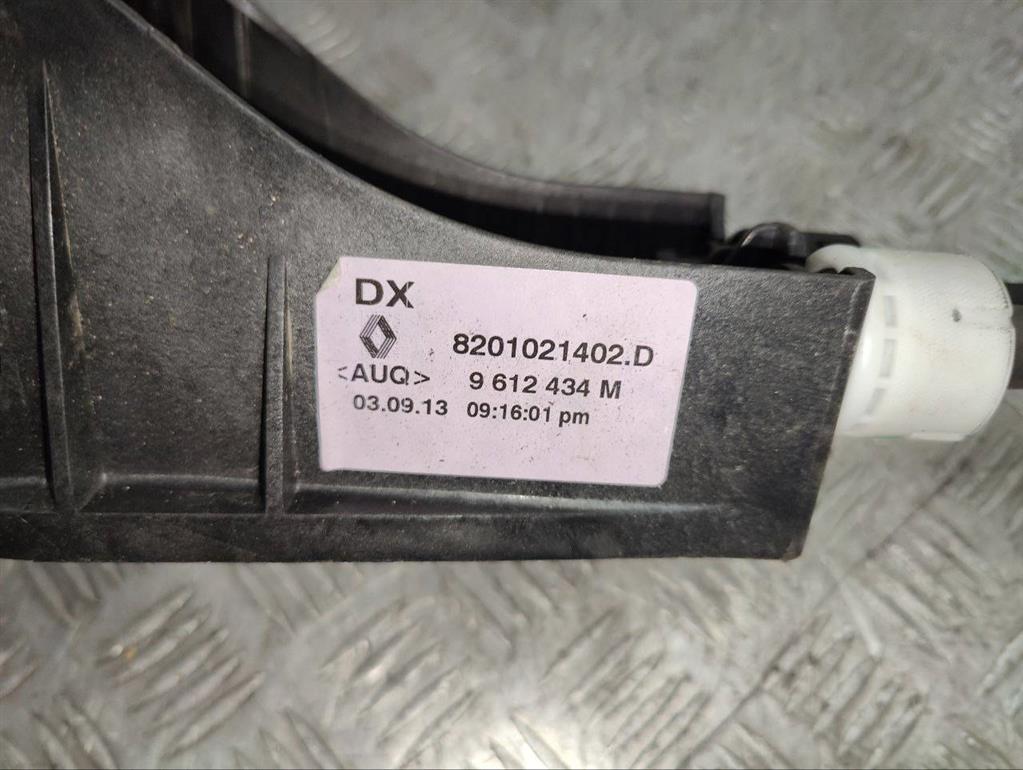 DX
8201021402.D
<AUQ> 9 612 434 M
03.09.13 09:16:01 pm